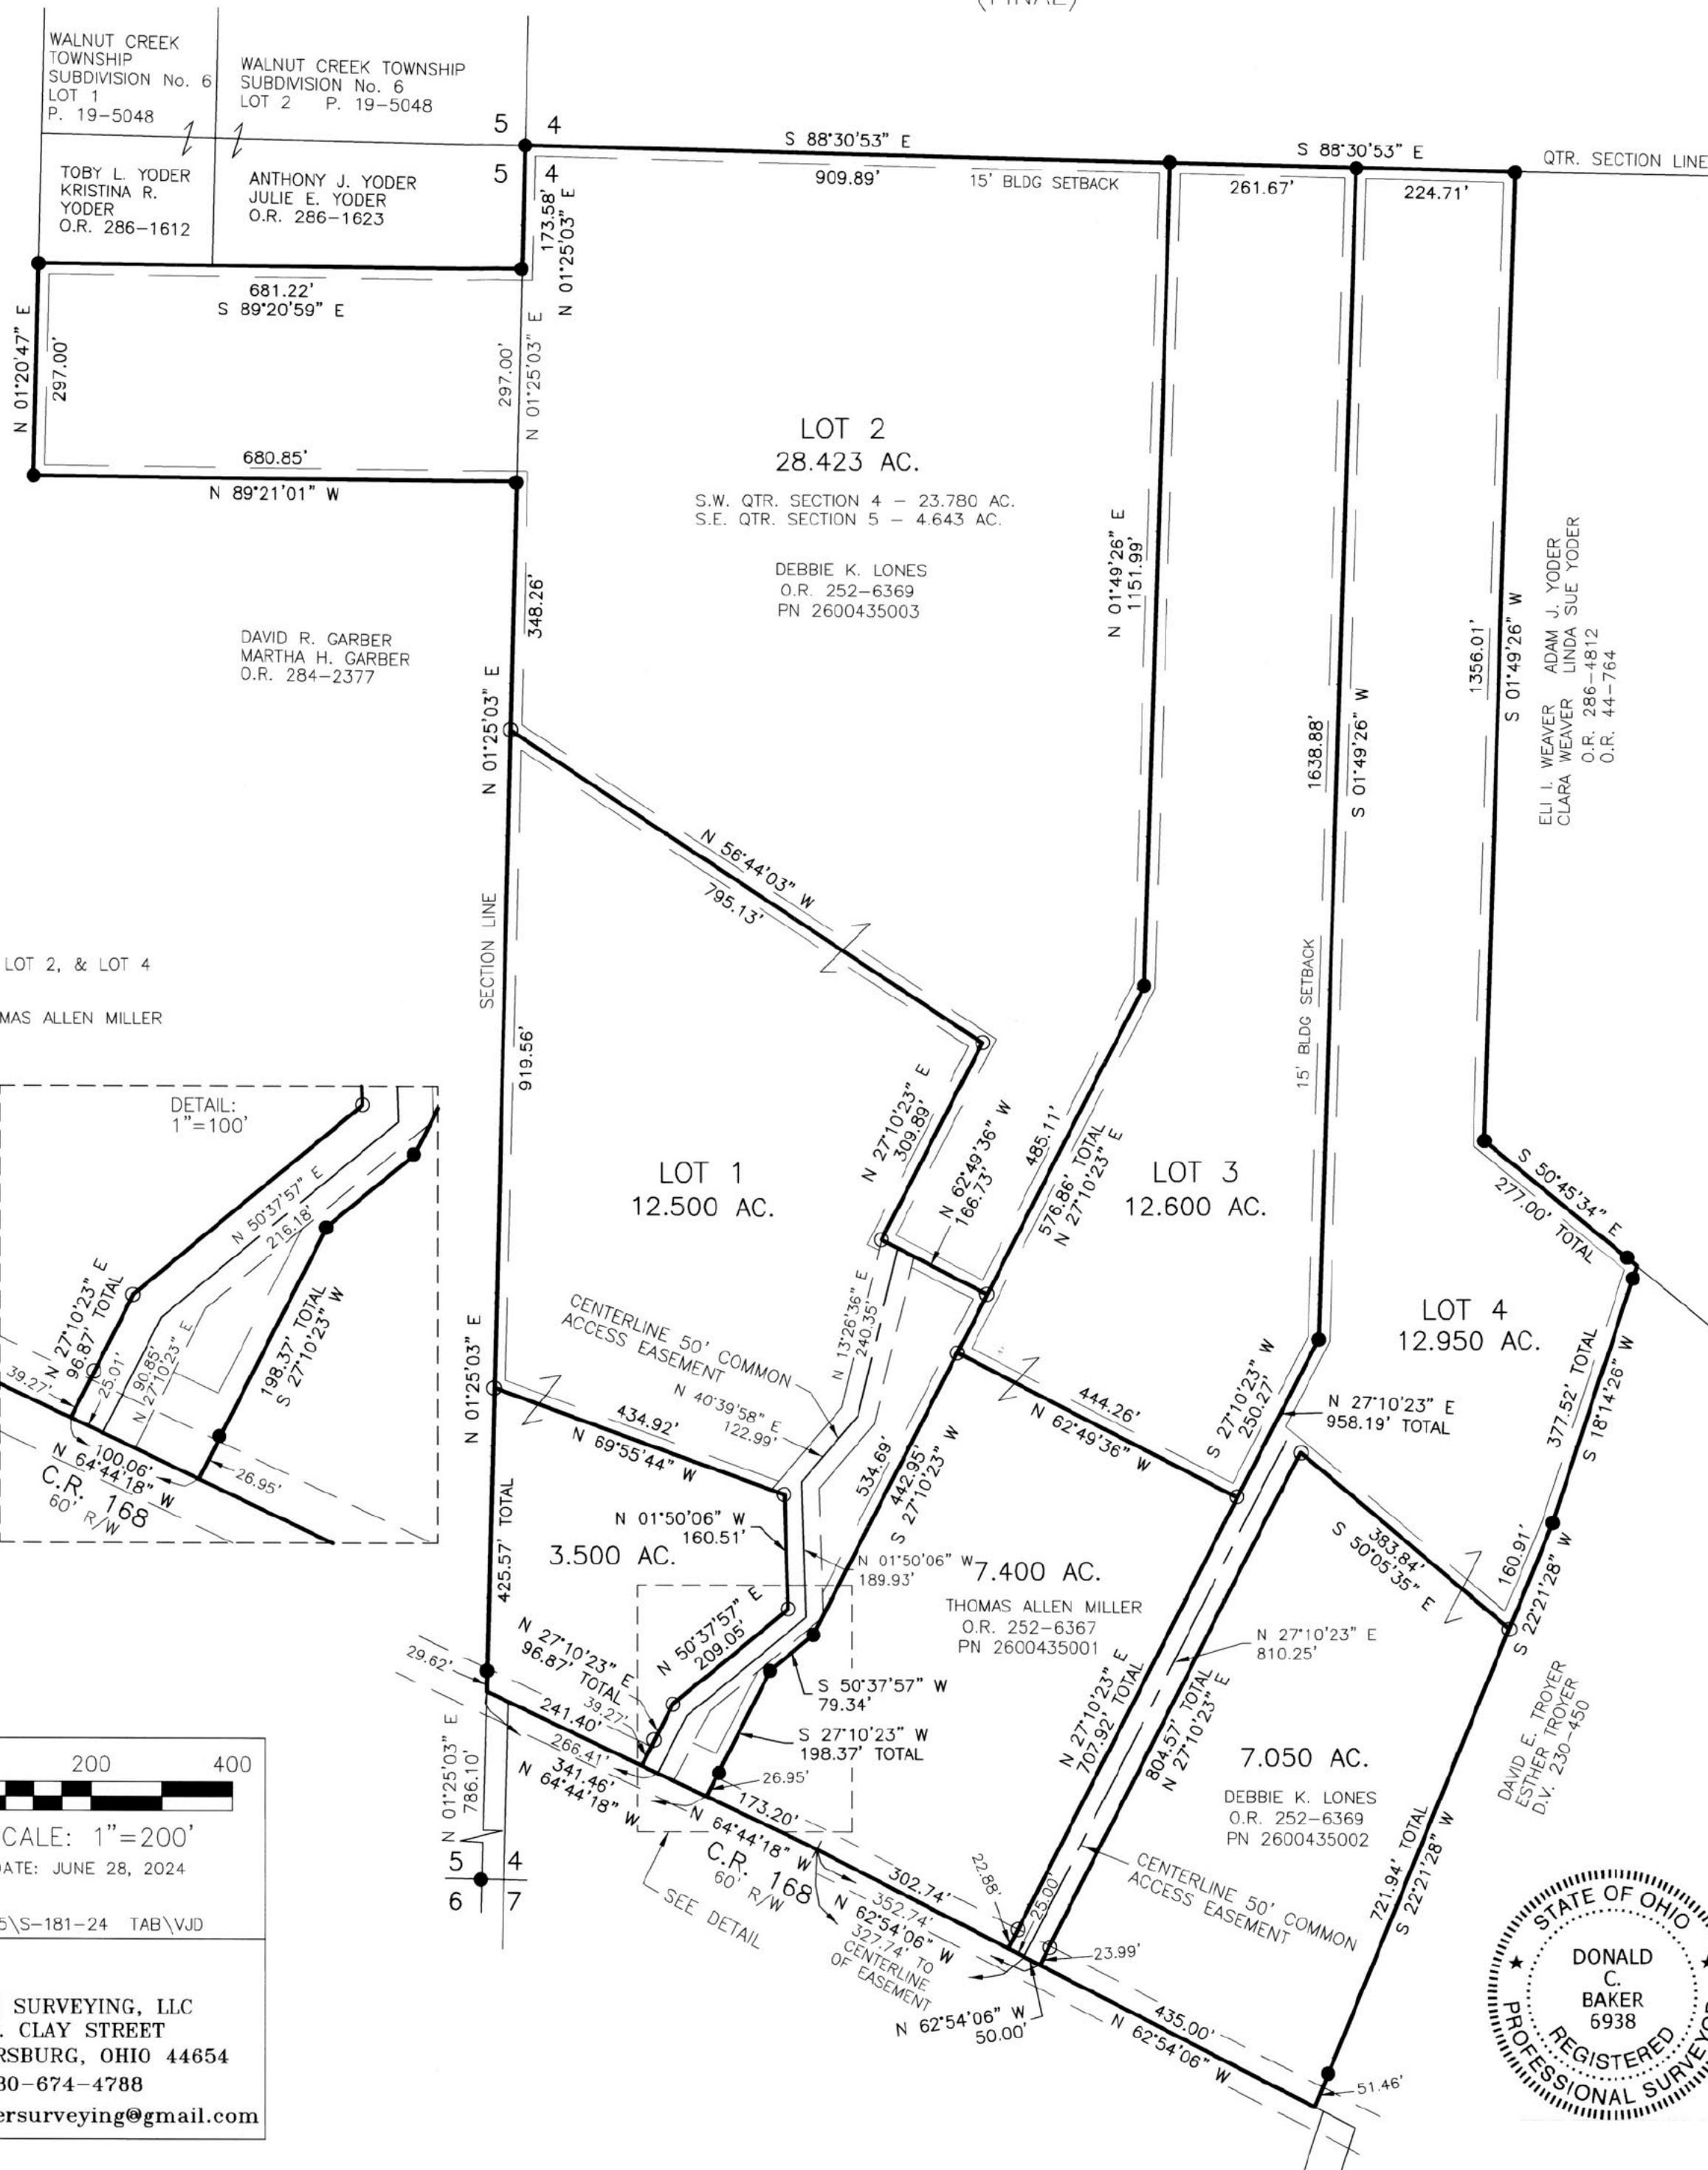 (FINAL)
WALNUT CREEK
TOWNSHIP
SUBDIVISION No. 6
LOT 1
P. 19-5048
WALNUT CREEK TOWNSHIP
SUBDIVISION No. 6
LOT 2 P. 19-5048
5 4
5 4
S 88°30'53" E
909.89'
15' BLDG SETBACK
S 88°30'53" E
261.67'
224.71'
QTR. SECTION LINE
TOBY L. YODER
KRISTINA R.
YODER
O.R. 286-1612
ANTHONY J. YODER
JULIE E. YODER
O.R. 286-1623
173.58'
N 01°25'03" E
681.22'
S 89°20'59" E
N 01°20'47" E
297.00'
297.00'
N 01°25'03" E
680.85'
N 89°21'01" W
LOT 2
28.423 AC.
S.W. QTR. SECTION 4 - 23.780 AC.
S.E. QTR. SECTION 5 - 4.643 AC.
DEBBIE K. LONES
O.R. 252-6369
PN 2600435003
N 01°49'26" E
1151.99'
1638.88'
S 01°49'26" W
1356.01'
S 01°49'26" W
ELI I. WEAVER ADAM J. YODER
CLARA WEAVER LINDA SUE YODER
O.R. 286-4812
O.R. 44-764
DAVID R. GARBER
MARTHA H. GARBER
O.R. 284-2377
348.26'
N 01°25'03" E
N 56°44'03" W
795.13'
SECTION LINE
919.56'
15' BLDG SETBACK
LOT 2, & LOT 4
MAS ALLEN MILLER
DETAIL:
1"=100'
N 50°37'57" E
216.18'
N 27°10'23" E
96.87' TOTAL
39.27'
25.01'
90.85'
N 27°10'23" E
198.37' TOTAL
S 27°10'23" W
100.06'
N 64°44'18" W
26.95'
C.R. 168
60' R/W
LOT 1
12.500 AC.
N 27°10'23" E
309.89'
N 62°49'36" W
166.73'
485.11'
576.86' TOTAL
N 27°10'23" E
LOT 3
12.600 AC.
S 50°45'34" E
277.00' TOTAL
LOT 4
12.950 AC.
CENTERLINE 50' COMMON
ACCESS EASEMENT
N 13°26'36" E
240.35'
N 40°39'58" E
122.99'
N 01°25'03" E
434.92'
N 69°55'44" W
444.26'
N 62°49'36" W
S 27°10'23" W
250.27'
N 27°10'23" E
958.19' TOTAL
377.52' TOTAL
S 18°14'26" W
534.69'
442.95'
S 27°10'23" W
425.57' TOTAL
N 01°50'06" W
160.51'
3.500 AC.
N 01°50'06" W
189.93'
7.400 AC.
THOMAS ALLEN MILLER
O.R. 252-6367
PN 2600435001
383.84'
S 50°05'35" E
160.91'
S 22°21'28" W
N 27°10'23" E
96.87' TOTAL
N 50°37'57" E
209.05'
N 27°10'23" E
810.25'
29.62'
39.27'
241.40'
266.41'
341.46'
N 64°44'18" W
S 50°37'57" W
79.34'
S 27°10'23" W
198.37' TOTAL
26.95'
N 27°10'23" E
707.92' TOTAL
804.57' TOTAL
N 27°10'23" E
7.050 AC.
DEBBIE K. LONES
O.R. 252-6369
PN 2600435002
DAVID E. TROYER
ESTHER TROYER
D.V. 230-450
N 01°25'03" E
786.10'
5 4
6 7
173.20'
N 64°44'18" W
C.R. 168
60' R/W
SEE DETAIL
302.74'
352.74'
N 62°54'06" W
327.74' TO
CENTERLINE
OF EASEMENT
22.88'
25.00'
23.99'
N 62°54'06" W
50.00'
CENTERLINE 50' COMMON
ACCESS EASEMENT
721.94' TOTAL
S 22°21'28" W
435.00'
N 62°54'06" W
51.46'
200 400
CALE: 1"=200'
ATE: JUNE 28, 2024
5\S-181-24 TAB\VJD
SURVEYING, LLC
. CLAY STREET
RSBURG, OHIO 44654
30-674-4788
ersurveying@gmail.com
STATE OF OHIO
DONALD
C.
BAKER
6938
REGISTERED
PROFESSIONAL SURVEYOR